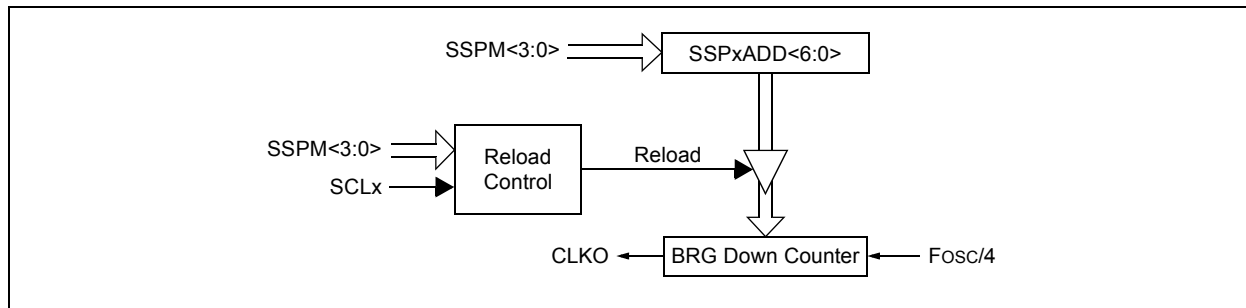 SSPM<3:0>
SSPxADD<6:0>
SSPM<3:0>
SCLx
Reload
Control
Reload
CLKO
BRG Down Counter
FOSC/4